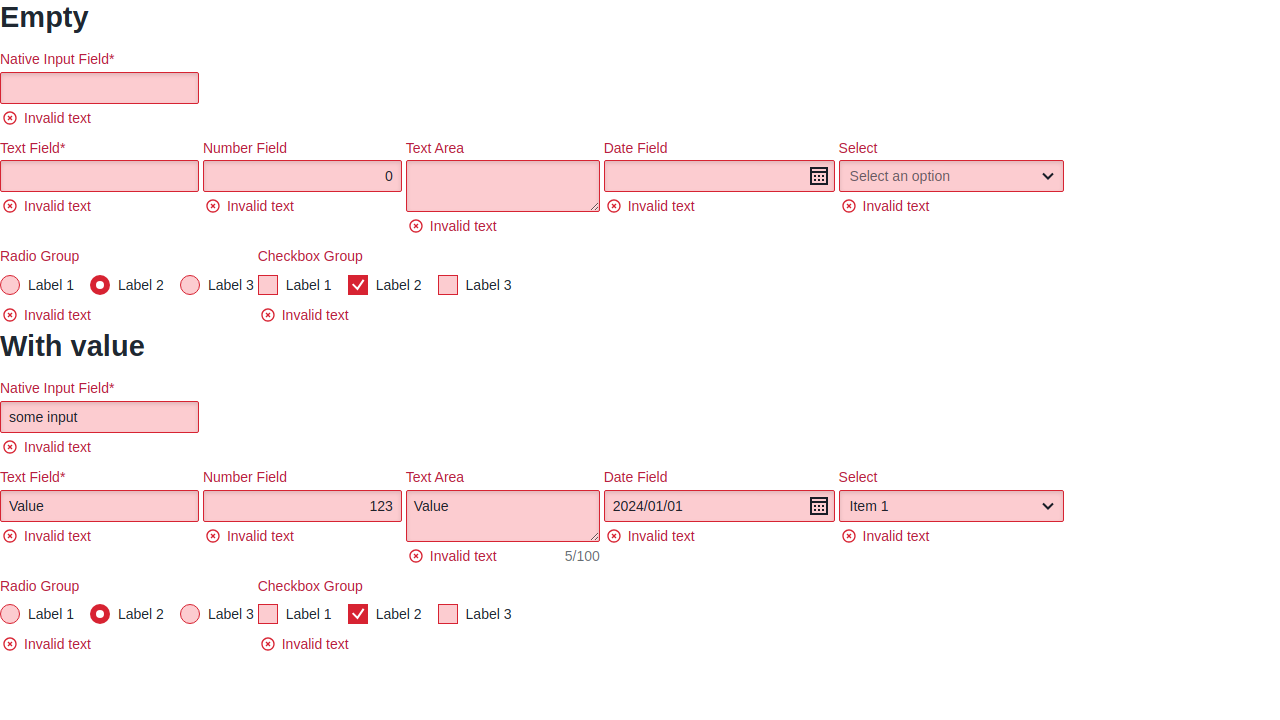 Empty
Native Input Field*
Invalid text
Text Field* Number Field Text Area Date Field Select
0 Select an option
Invalid text Invalid text Invalid text Invalid text
Invalid text
Radio Group Checkbox Group
Label 1 Label 2 Label 3 Label 1 Label 2 Label 3
Invalid text Invalid text
With value
Native Input Field*
some input
Invalid text
Text Field* Number Field Text Area Date Field Select
Value 123 Value 2024/01/01 Item 1
Invalid text Invalid text Invalid text Invalid text
Invalid text 5/100
Radio Group Checkbox Group
Label 1 Label 2 Label 3 Label 1 Label 2 Label 3
Invalid text Invalid text